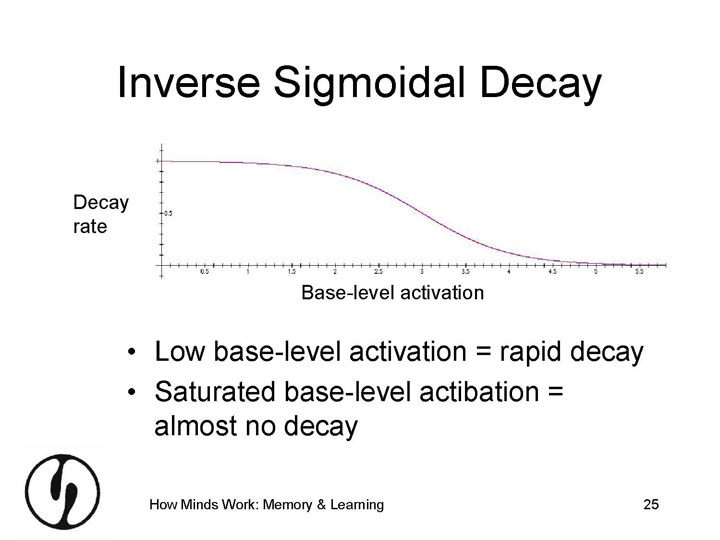 Inverse Sigmoidal Decay
Decay
rate
0.5
0.5 1 1.5 2 2.5 3 3.5 4 4.5 5 5.5
Base-level activation
• Low base-level activation = rapid decay
• Saturated base-level actibation =
almost no decay
How Minds Work: Memory & Learning
25